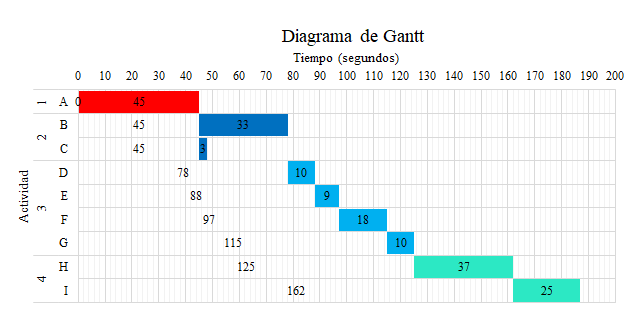 Diagrama de Gantt
Tiempo (segundos)
0 10 20 30 40 50 60 70 80 90 100 110 120 130 140 150 160 170 180 190 200
Actividad
1 A 0 45
2 B 45 33
C 45 3
3 D 78 10
E 88 9
F 97 18
G 115 10
4 H 125 37
I 162 25